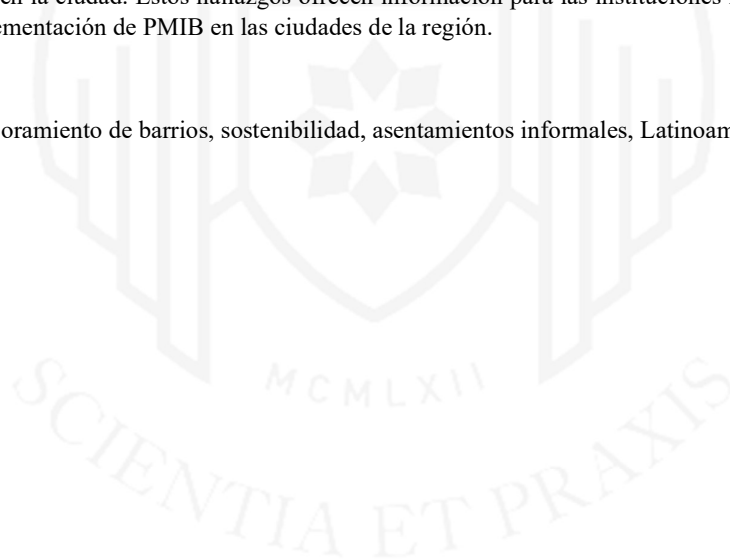 en la ciudad. Estos hallazgos ofrecen información para las instituciones
ementación de PMIB en las ciudades de la región.
oramiento de barrios, sostenibilidad, asentamientos informales, Latinoam
MCMLXII
SCIENTIA ET PRAXIS